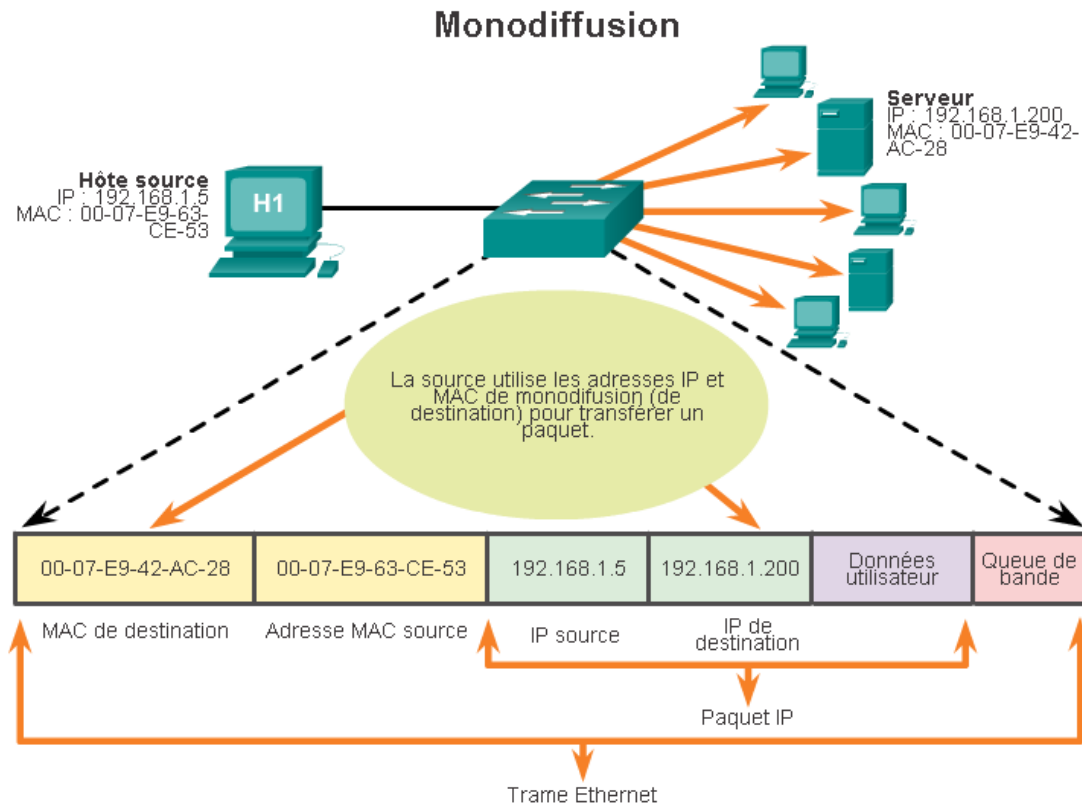 Monodiffusion
Serveur
IP : 192.168.1.200
MAC : 00-07-E9-42-
AC-28
Hôte source
IP : 192.168.1.5
MAC : 00-07-E9-63-
CE-53
H1
La source utilise les adresses IP et
MAC de monodifusion (de
destination) pour transférer un
paquet.
00-07-E9-42-AC-28
00-07-E9-63-CE-53
192.168.1.5
192.168.1.200
Données
utilisateur
Queue de
bande
MAC de destination
Adresse MAC source
IP source
IP de
destination
Paquet IP
Trame Ethernet